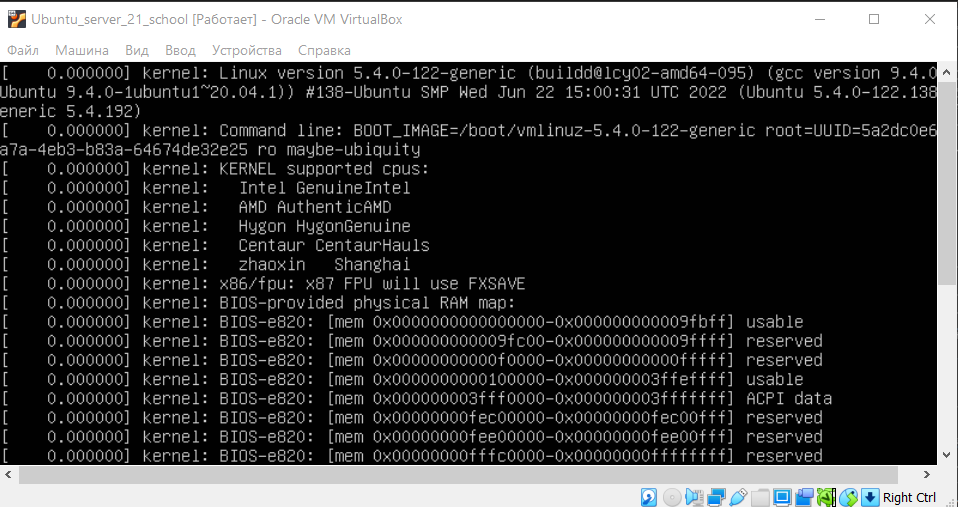 Ubuntu_server_21_school [Работает] - Oracle VM VirtualBox
Файл Машина Вид Ввод Устройства Справка
[    0.000000] kernel: Linux version 5.4.0-122-generic (buildd@lcy02-amd64-095) (gcc version 9.4.0
Ubuntu 9.4.0-1ubuntu1~20.04.1)) #138-Ubuntu SMP Wed Jun 22 15:00:31 UTC 2022 (Ubuntu 5.4.0-122.138
eneric 5.4.192)
[    0.000000] kernel: Command line: BOOT_IMAGE=/boot/vmlinuz-5.4.0-122-generic root=UUID=5a2dc0e6
a7a-4eb3-b83a-64674de32e25 ro maybe-ubiquity
[    0.000000] kernel: KERNEL supported cpus:
[    0.000000] kernel:   Intel GenuineIntel
[    0.000000] kernel:   AMD AuthenticAMD
[    0.000000] kernel:   Hygon HygonGenuine
[    0.000000] kernel:   Centaur CentaurHauls
[    0.000000] kernel:   zhaoxin   Shanghai
[    0.000000] kernel: x86/fpu: x87 FPU will use FXSAVE
[    0.000000] kernel: BIOS-provided physical RAM map:
[    0.000000] kernel: BIOS-e820: [mem 0x0000000000000000-0x000000000009fbff] usable
[    0.000000] kernel: BIOS-e820: [mem 0x000000000009fc00-0x000000000009ffff] reserved
[    0.000000] kernel: BIOS-e820: [mem 0x00000000000f0000-0x00000000000fffff] reserved
[    0.000000] kernel: BIOS-e820: [mem 0x0000000000100000-0x000000003ffeffff] usable
[    0.000000] kernel: BIOS-e820: [mem 0x000000003fff0000-0x000000003fffffff] ACPI data
[    0.000000] kernel: BIOS-e820: [mem 0x00000000fec00000-0x00000000fec00fff] reserved
[    0.000000] kernel: BIOS-e820: [mem 0x00000000fee00000-0x00000000fee00fff] reserved
[    0.000000] kernel: BIOS-e820: [mem 0x00000000fffc0000-0x00000000ffffffff] reserved
Right Ctrl